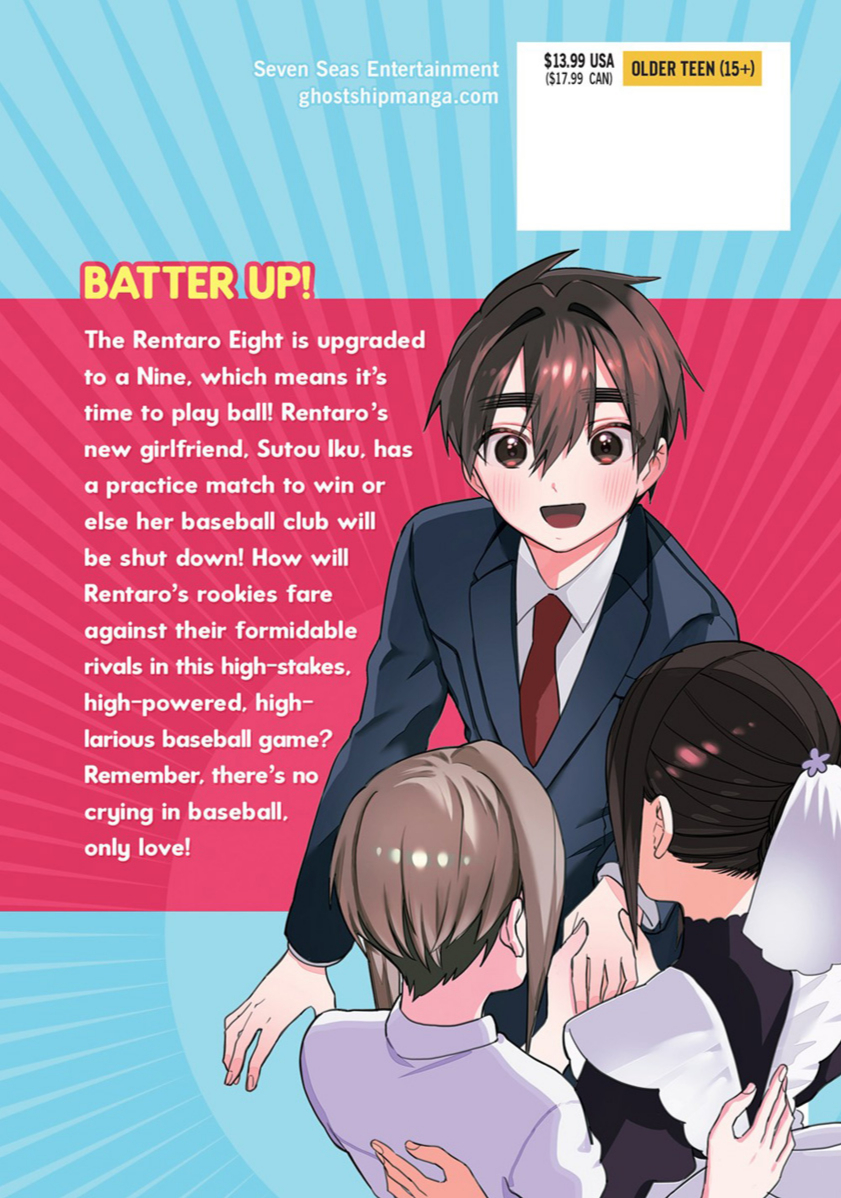 Seven Seas Entertainment
ghostshipmanga.com
$13.99 USA
($17.99 CAN)
OLDER TEEN (15+)
BATTER UP!
The Rentaro Eight is upgraded
to a Nine, which means it's
time to play ball! Rentaro's
new girlfriend, Sutou Iku, has
a practice match to win or
else her baseball club will
be shut down! How will
Rentaro's rookies fare
against their formidable
rivals in this high-stakes,
high-powered, high-
larious baseball game?
Remember, there's no
crying in baseball,
only love!